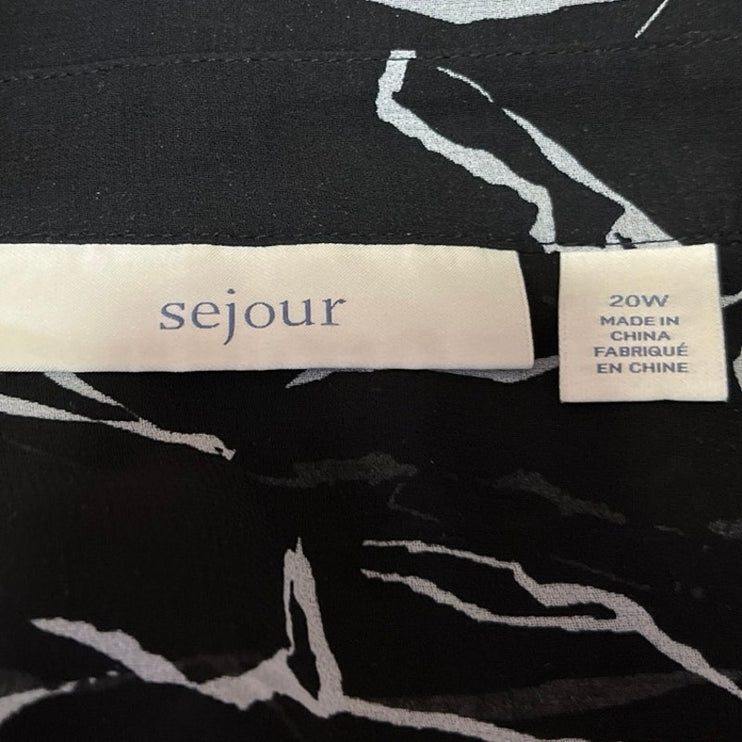 sejour
20W
MADE IN
CHINA
FABRIQUÉ
EN CHINE